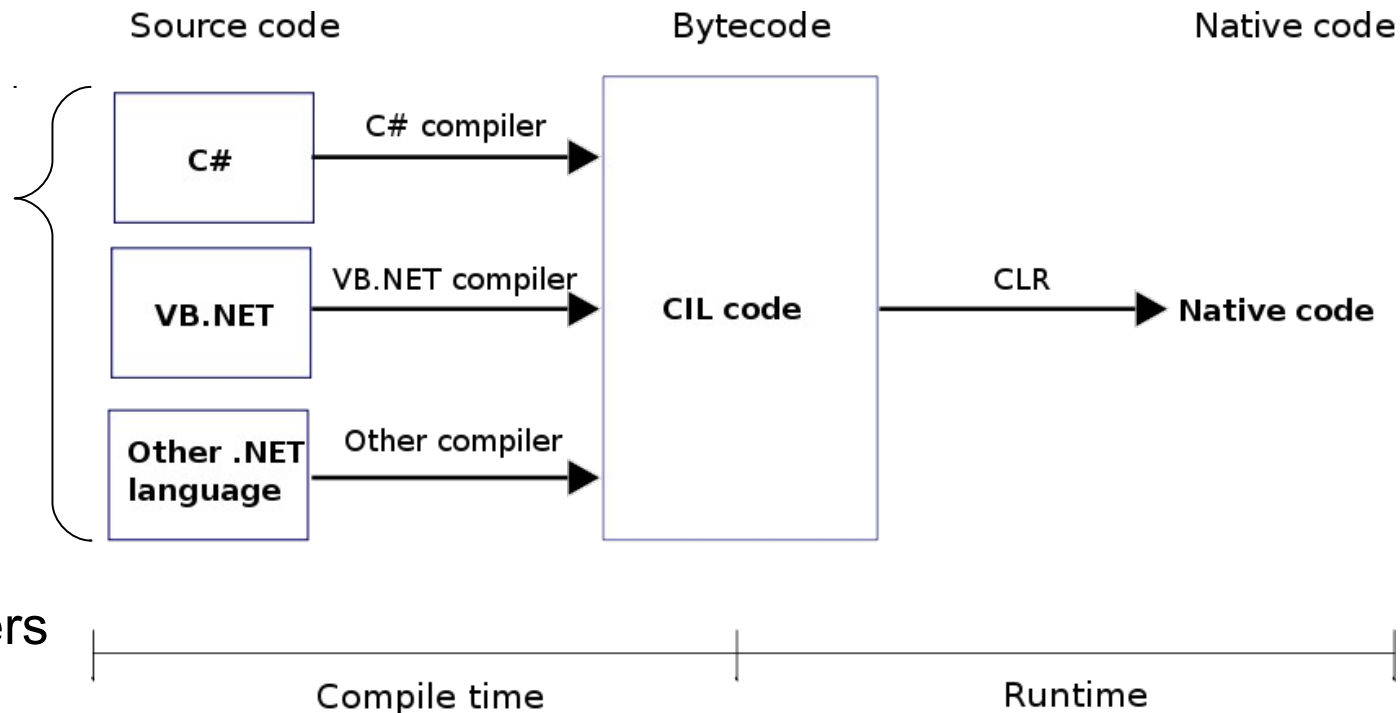 Source code
Bytecode
Native code
C#
C# compiler
VB.NET
VB.NET compiler
CIL code
CLR
Native code
Other .NET
language
Other compiler
ers
Compile time
Runtime